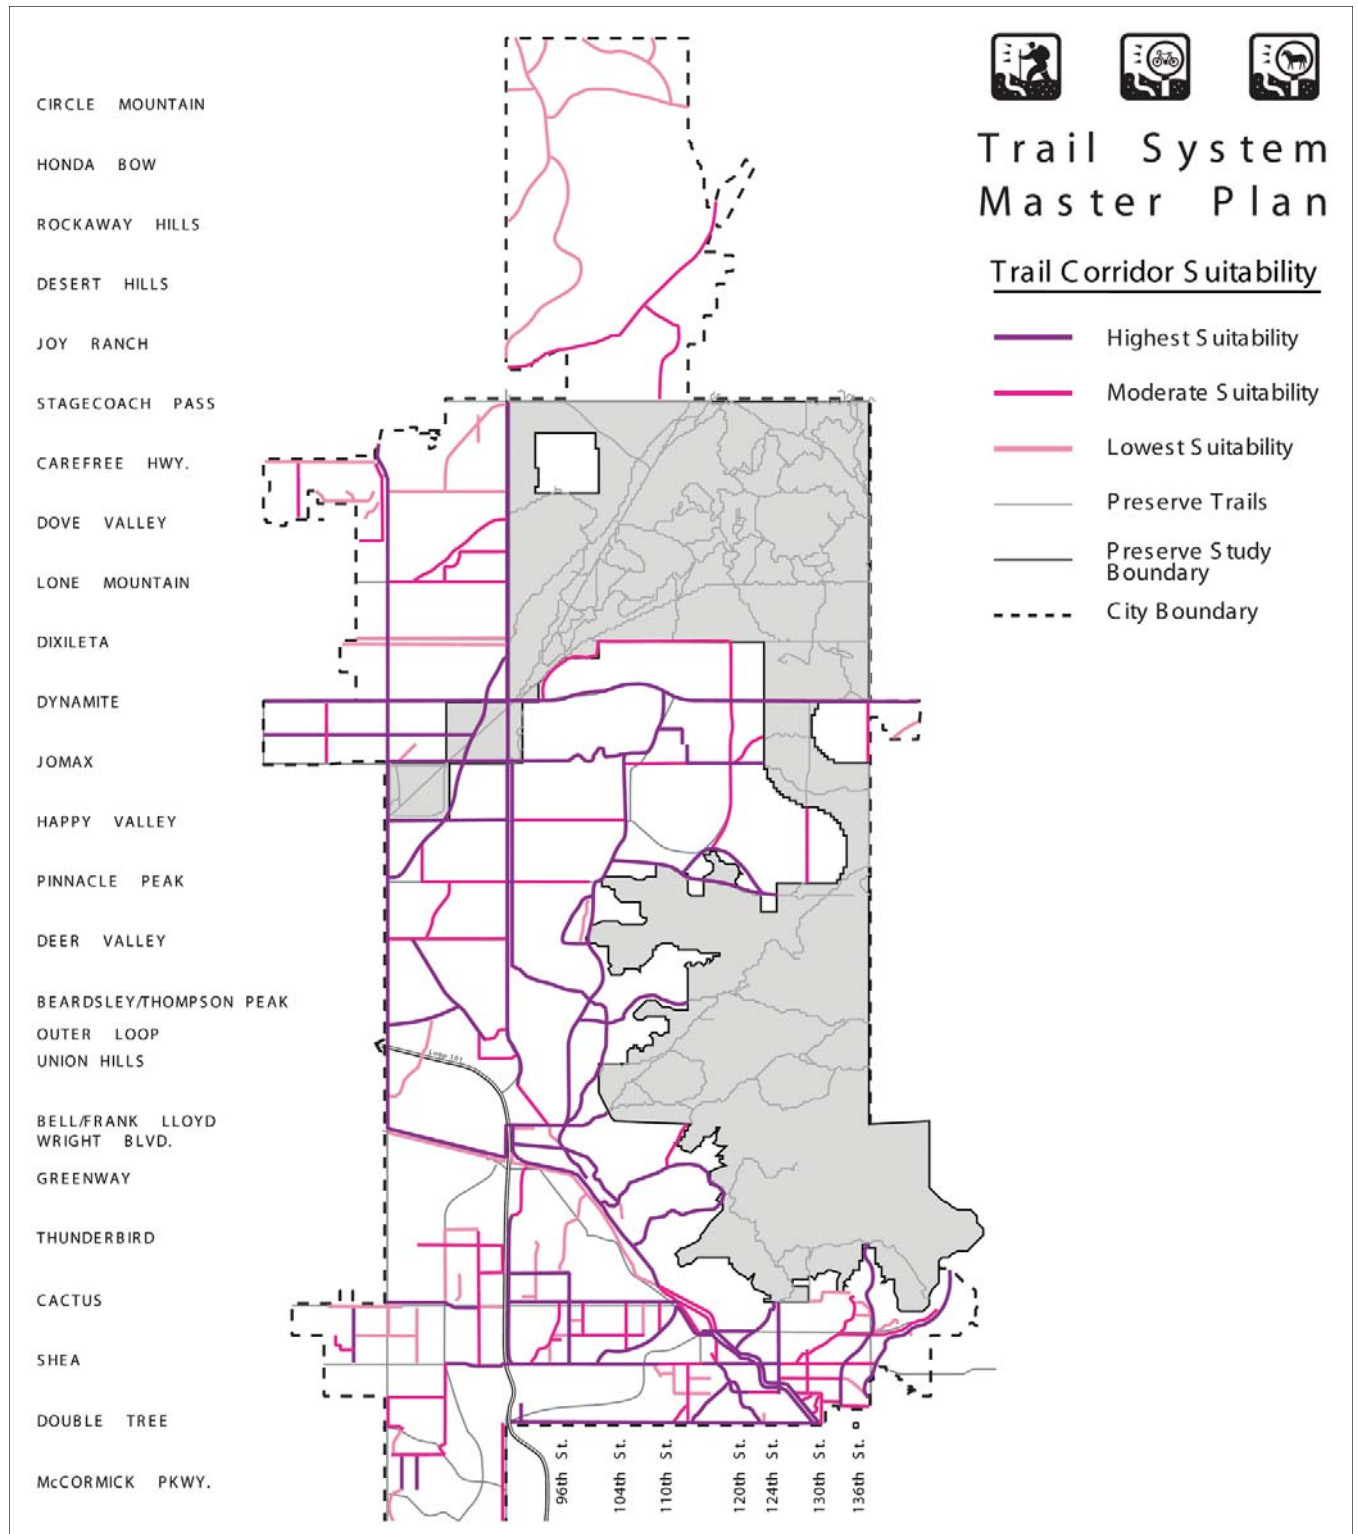 Trail System
Master Plan
Trail Corridor Suitability
Highest Suitability
Moderate Suitability
Lowest Suitability
Preserve Trails
Preserve Study
Boundary
City Boundary
CIRCLE MOUNTAIN
HONDA BOW
ROCKAWAY HILLS
DESERT HILLS
JOY RANCH
STAGECOACH PASS
CAREFREE HWY.
DOVE VALLEY
LONE MOUNTAIN
DIXILETA
DYNAMITE
JOMAX
HAPPY VALLEY
PINNACLE PEAK
DEER VALLEY
BEARDSLEY/THOMPSON PEAK
OUTER LOOP
UNION HILLS
Loop 101
BELL/FRANK LLOYD
WRIGHT BLVD.
GREENWAY
THUNDERBIRD
CACTUS
SHEA
DOUBLE TREE
McCORMICK PKWY.
96th St.
104th St.
110th St.
120th St.
124th St.
130th St.
136th St.